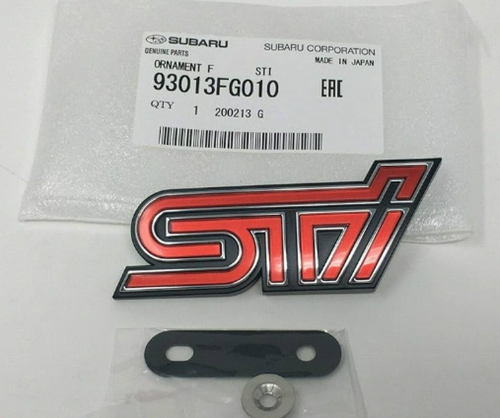 SUBARU SUBARU CORPORATION
GENUINE PARTS MADE IN JAPAN
ORNAMENT F STI
93013FG010 EAC
QTY 1 200213 G
STi